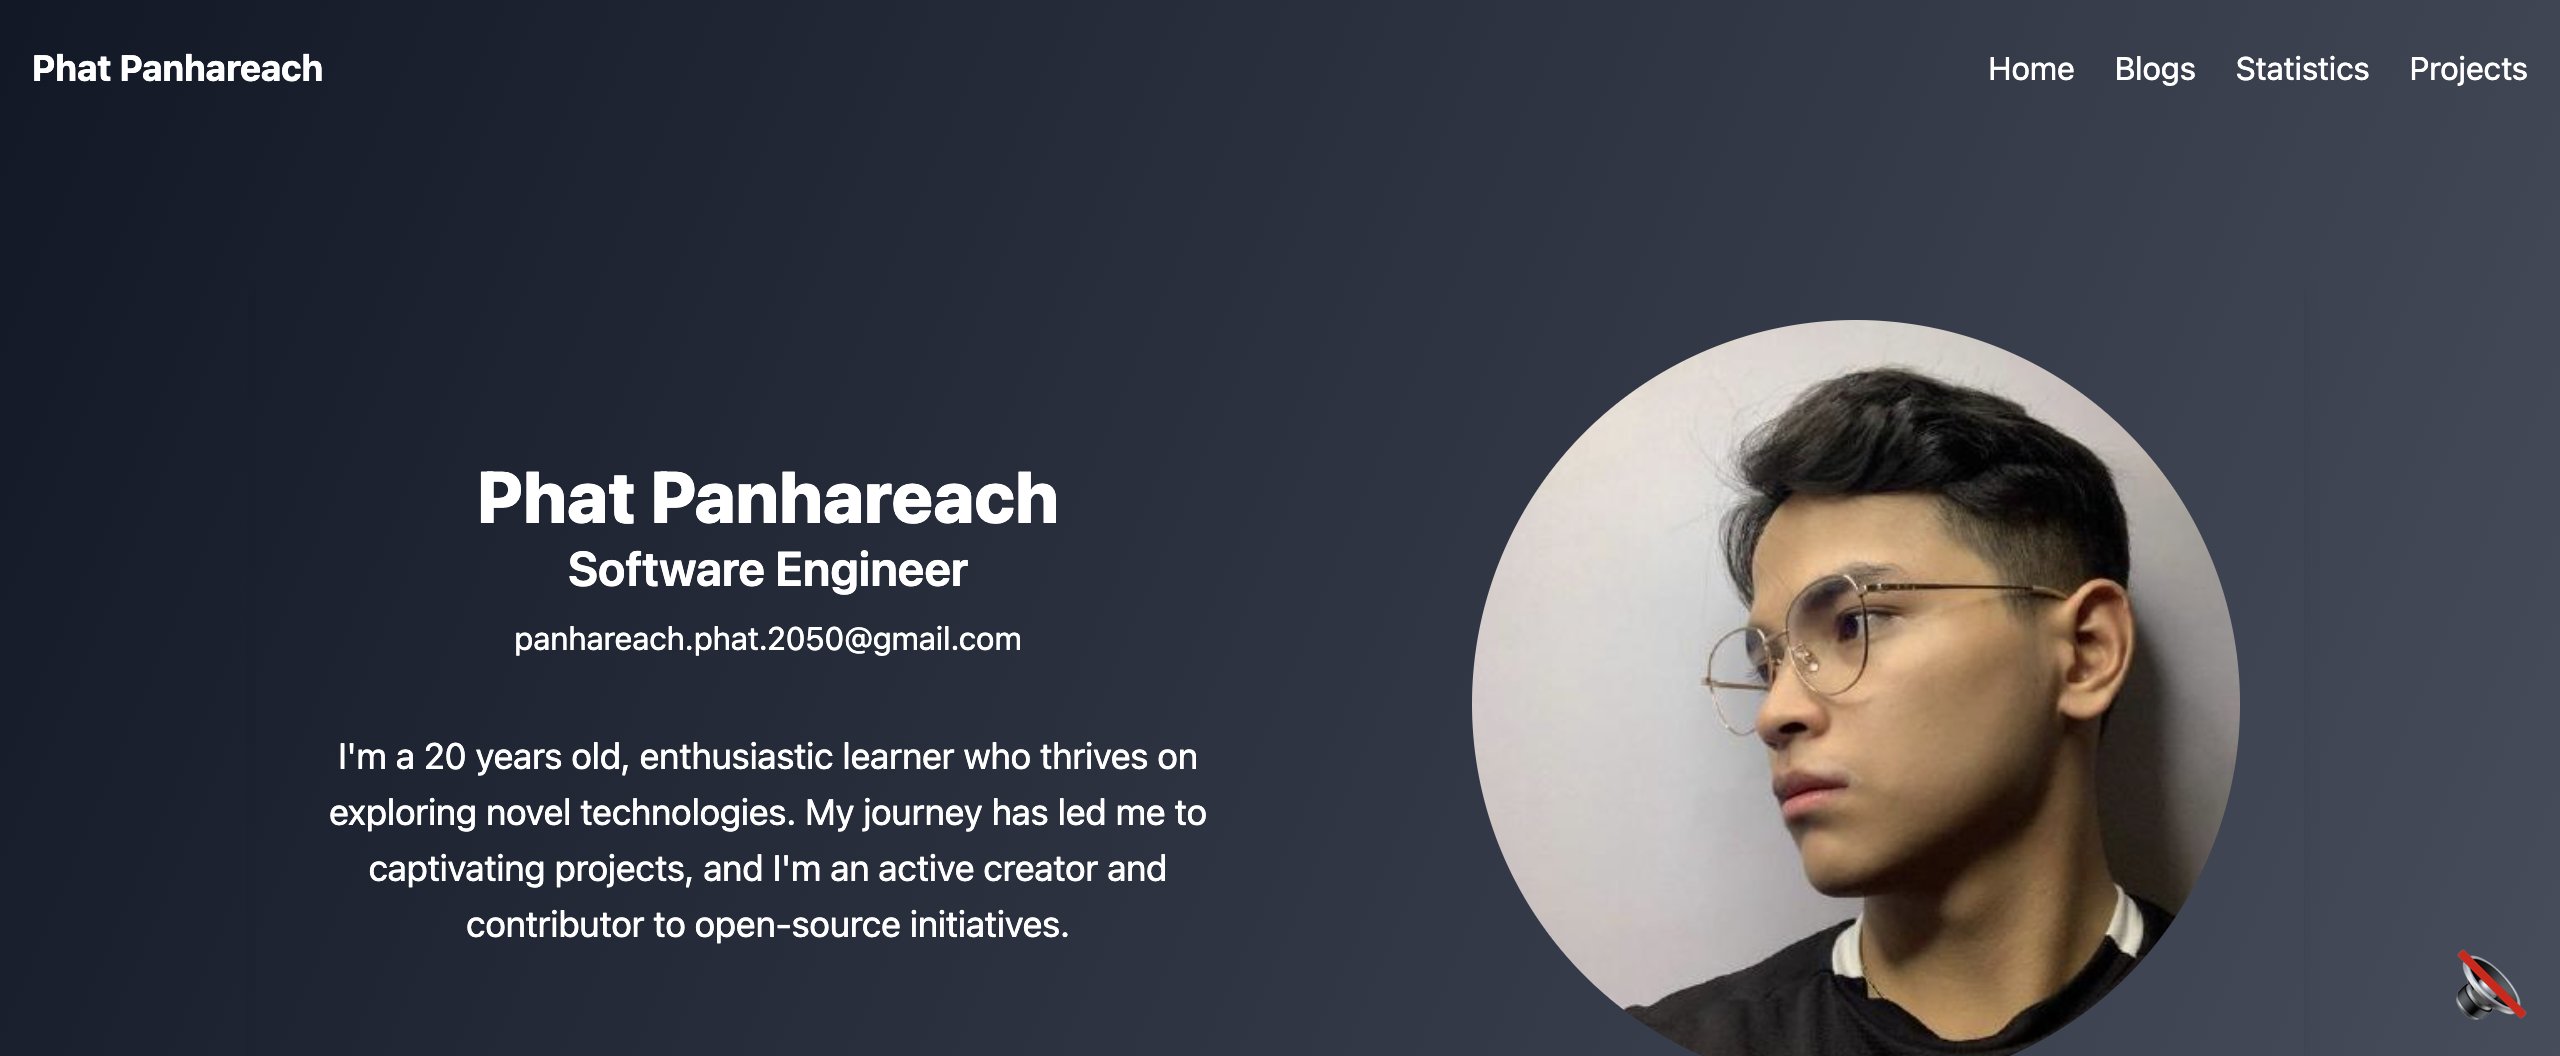 Phat Panhareach
Home Blogs Statistics Projects
Phat Panhareach
Software Engineer
panhareach.phat.2050@gmail.com
I'm a 20 years old, enthusiastic learner who thrives on
exploring novel technologies. My journey has led me to
captivating projects, and I'm an active creator and
contributor to open-source initiatives.